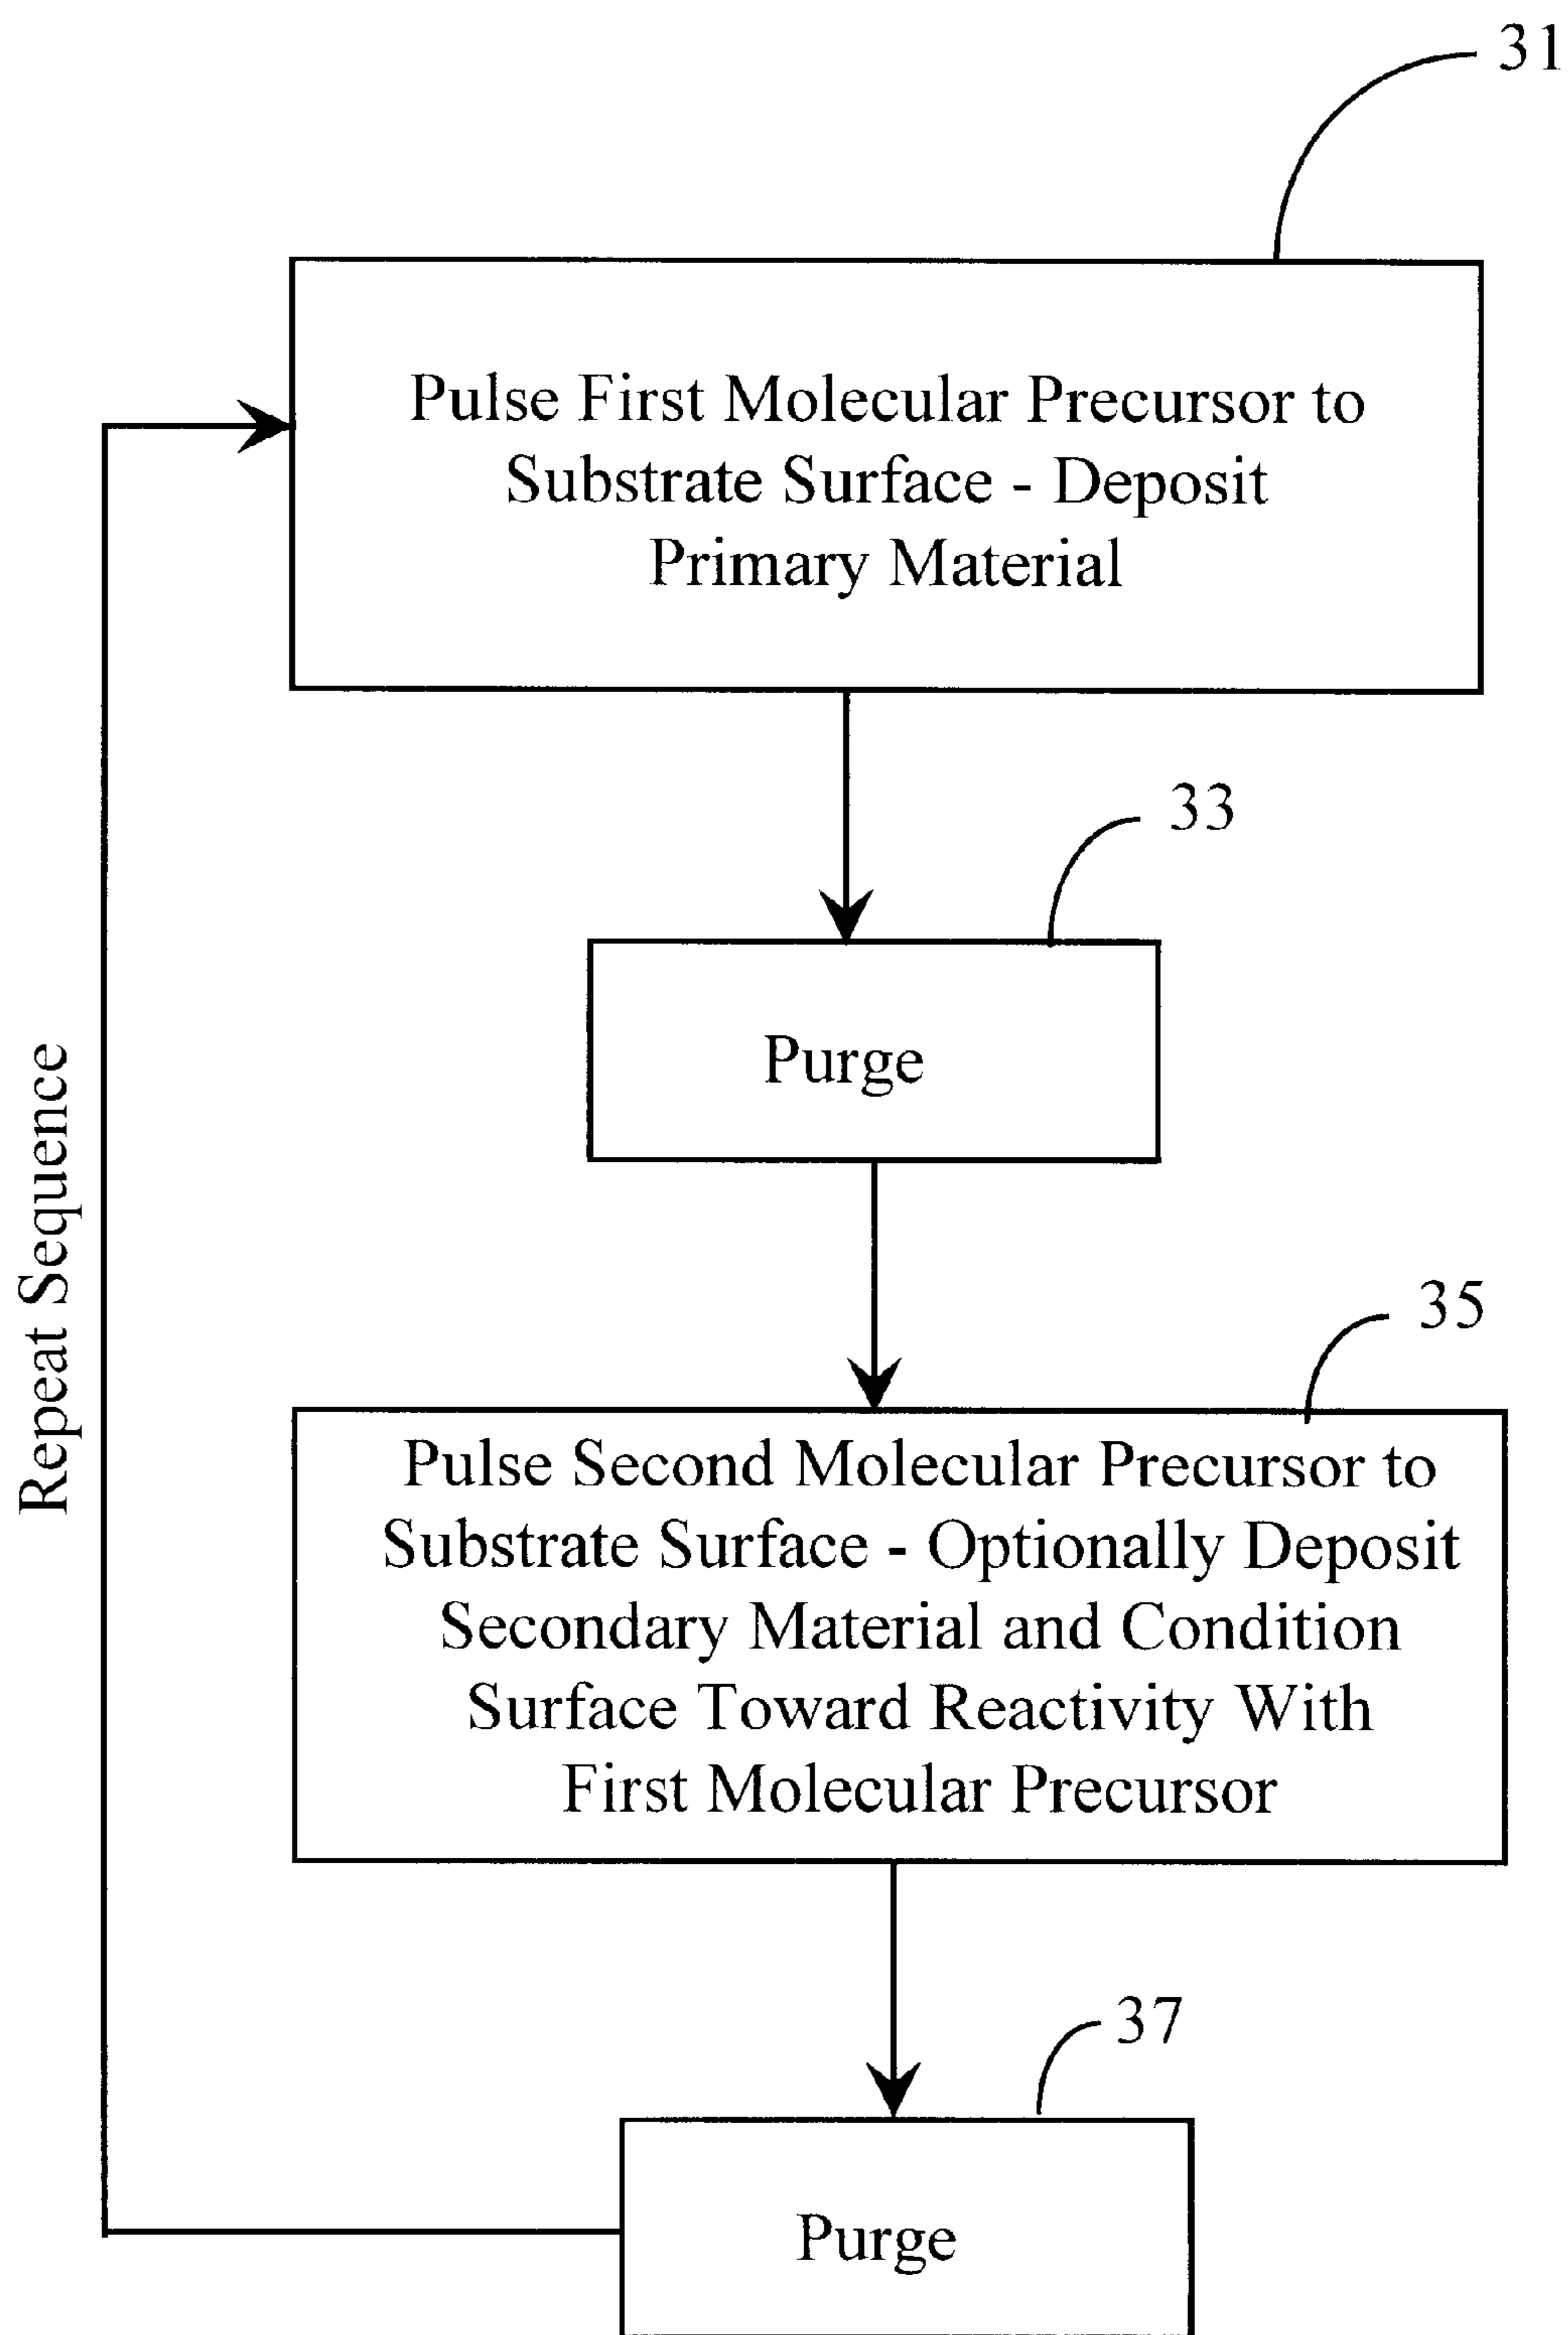 31
Pulse First Molecular Precursor to
Substrate Surface - Deposit
Primary Material
33
Purge
Repeat Sequence
35
Pulse Second Molecular Precursor to
Substrate Surface - Optionally Deposit
Secondary Material and Condition
Surface Toward Reactivity With
First Molecular Precursor
37
Purge